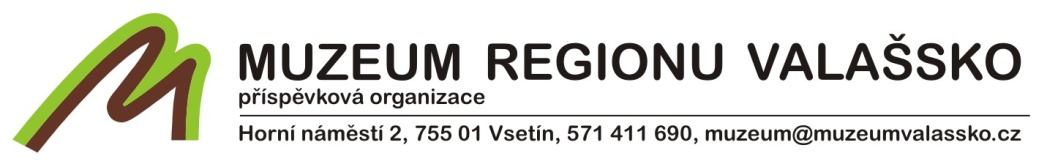 MUZEUM REGIONU VALAŠSKO
příspěvková organizace
Horní náměstí 2, 755 01 Vsetín, 571 411 690, muzeum@muzeumvalassko.cz